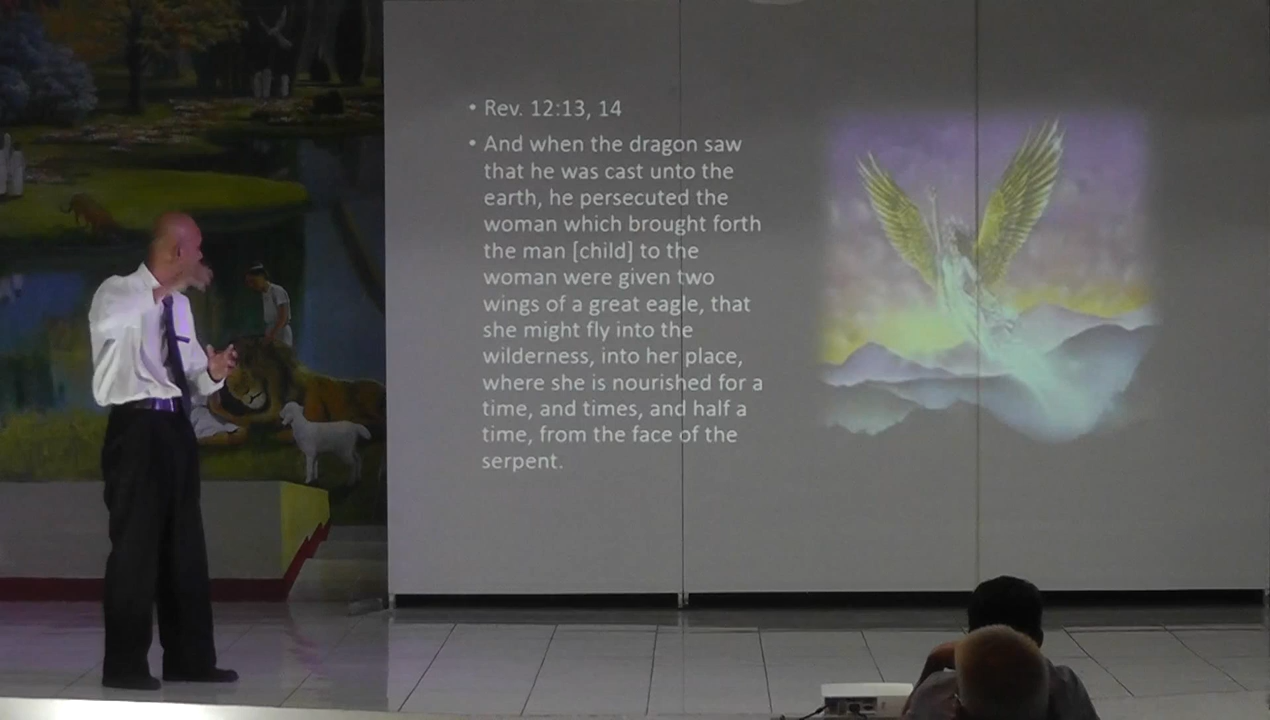 • Rev. 12:13, 14
• And when the dragon saw
that he was cast unto the
earth, he persecuted the
woman which brought forth
the man [child] to the
woman were given two
wings of a great eagle, that
she might fly into the
wilderness, into her place,
where she is nourished for a
time, and times, and half a
time, from the face of the
serpent.